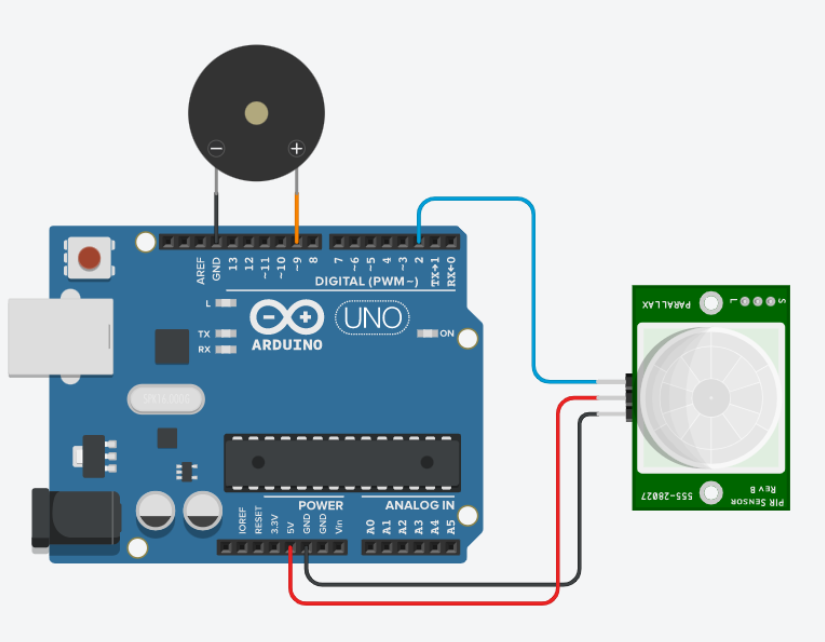 − +
AREF
GND
13
12
~11
~10
~9
8
7
~6
~5
4
~3
2
TX→1
RX←0
DIGITAL (PWM~)
L
TX
RX
ARDUINO
UNO
ON
PARALLAX
L
S
POWER
ANALOG IN
IOREF
RESET
3.3V
5V
GND
GND
Vin
A0
A1
A2
A3
A4
A5
PIR SENSOR
REV B
555-28027